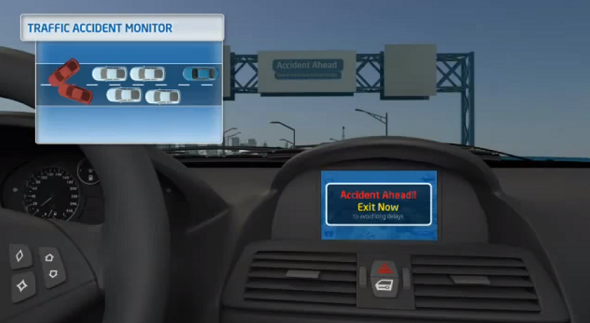 TRAFFIC ACCIDENT MONITOR
Accident Ahead
Accident Ahead!!
Exit Now
to avoid long delays